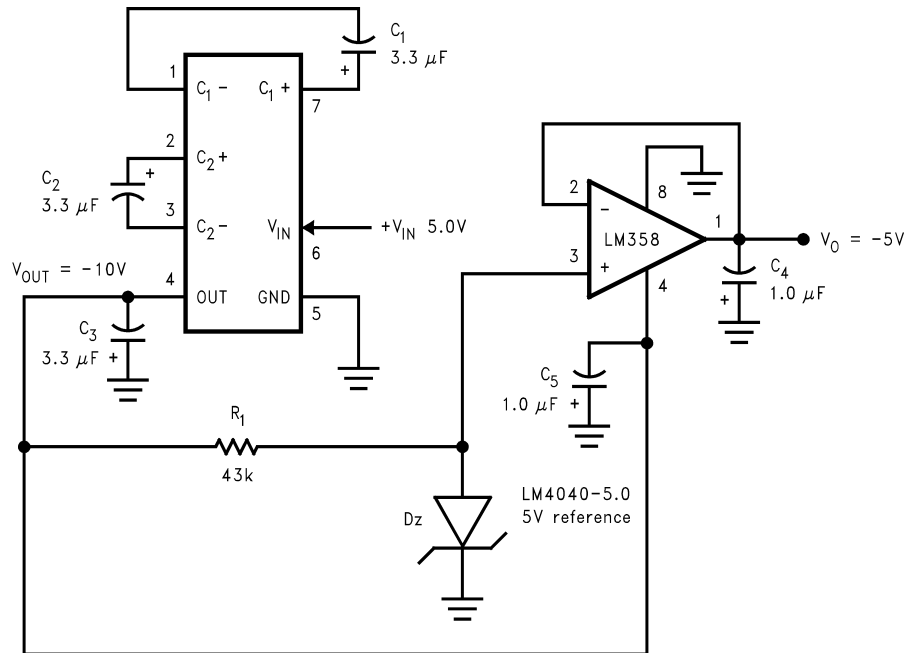 C1
3.3 μF
+
1
C1 −
C1 +
7
2
C2 +
+
C2
3.3 μF
3
C2 −
VIN
+VIN 5.0V
6
VOUT = −10V
4
OUT
GND
5
C3
3.3 μF
+
2
−
8
LM358
1
VO = −5V
3
+
4
C4
1.0 μF
+
C5
1.0 μF
+
R1
43k
Dz
LM4040−5.0
5V reference